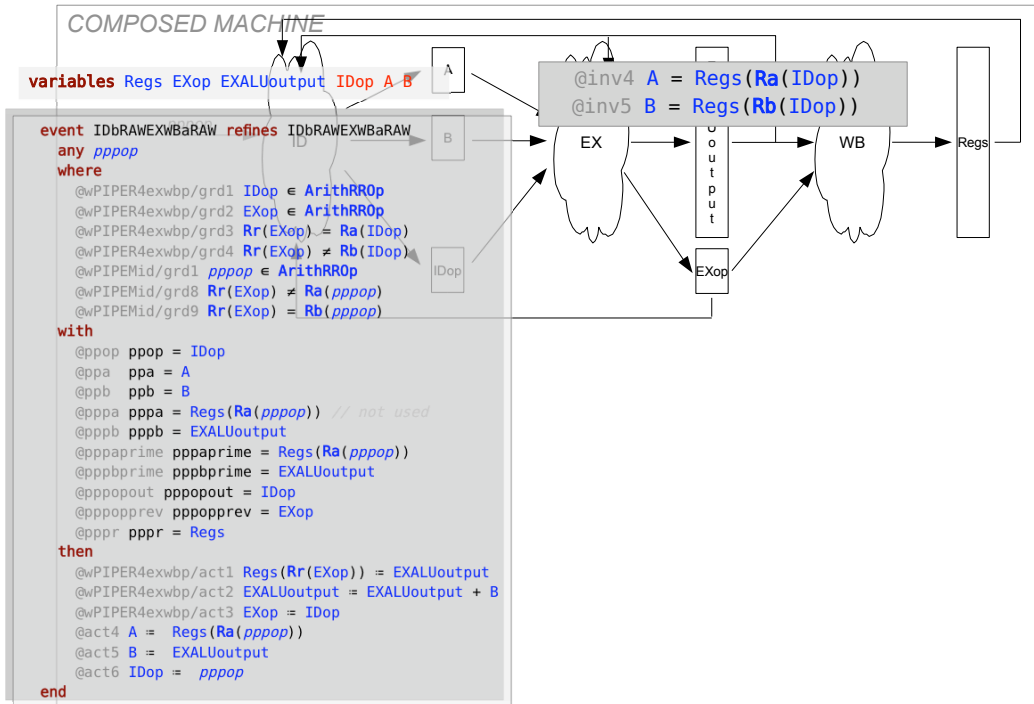 COMPOSED MACHINE
variables Regs EXop EXALUoutput IDop A B
A
@inv4 A = Regs(Ra(IDop))
@inv5 B = Regs(Rb(IDop))
event IDbRAWEXWBaRAW refines IDbRAWEXWBaRAW
any pppop
where
@wPIPER4exwbp/grd1 IDop ∊ ArithRROp
@wPIPER4exwbp/grd2 EXop ∊ ArithRROp
@wPIPER4exwbp/grd3 Rr(EXop) = Ra(IDop)
@wPIPER4exwbp/grd4 Rr(EXop) ≠ Rb(IDop)
@wPIPEMid/grd1 pppop ∊ ArithRROp
@wPIPEMid/grd8 Rr(EXop) ≠ Ra(pppop)
@wPIPEMid/grd9 Rr(EXop) = Rb(pppop)
with
@ppop ppop = IDop
@ppa ppa = A
@ppb ppb = B
@pppa pppa = Regs(Ra(pppop)) // not used
@pppb pppb = EXALUoutput
@pppaprime pppaprime = Regs(Ra(pppop))
@pppbprime pppbprime = EXALUoutput
@pppopout pppopout = IDop
@pppopprev pppopprev = EXop
@pppr pppr = Regs
then
@wPIPER4exwbp/act1 Regs(Rr(EXop)) ≔ EXALUoutput
@wPIPER4exwbp/act2 EXALUoutput ≔ EXALUoutput + B
@wPIPER4exwbp/act3 EXop ≔ IDop
@act4 A ≔ Regs(Ra(pppop))
@act5 B ≔ EXALUoutput
@act6 IDop ≔ pppop
end
ID
B
IDop
EX
Uoutput
EXop
WB
Regs